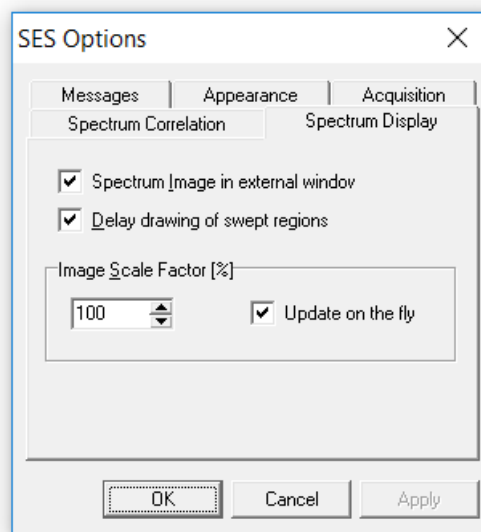 SES Options
Messages Appearance Acquisition
Spectrum Correlation Spectrum Display
Spectrum Image in external windov
Delay drawing of swept regions
Image Scale Factor [%]
100 Update on the fly
OK Cancel Apply